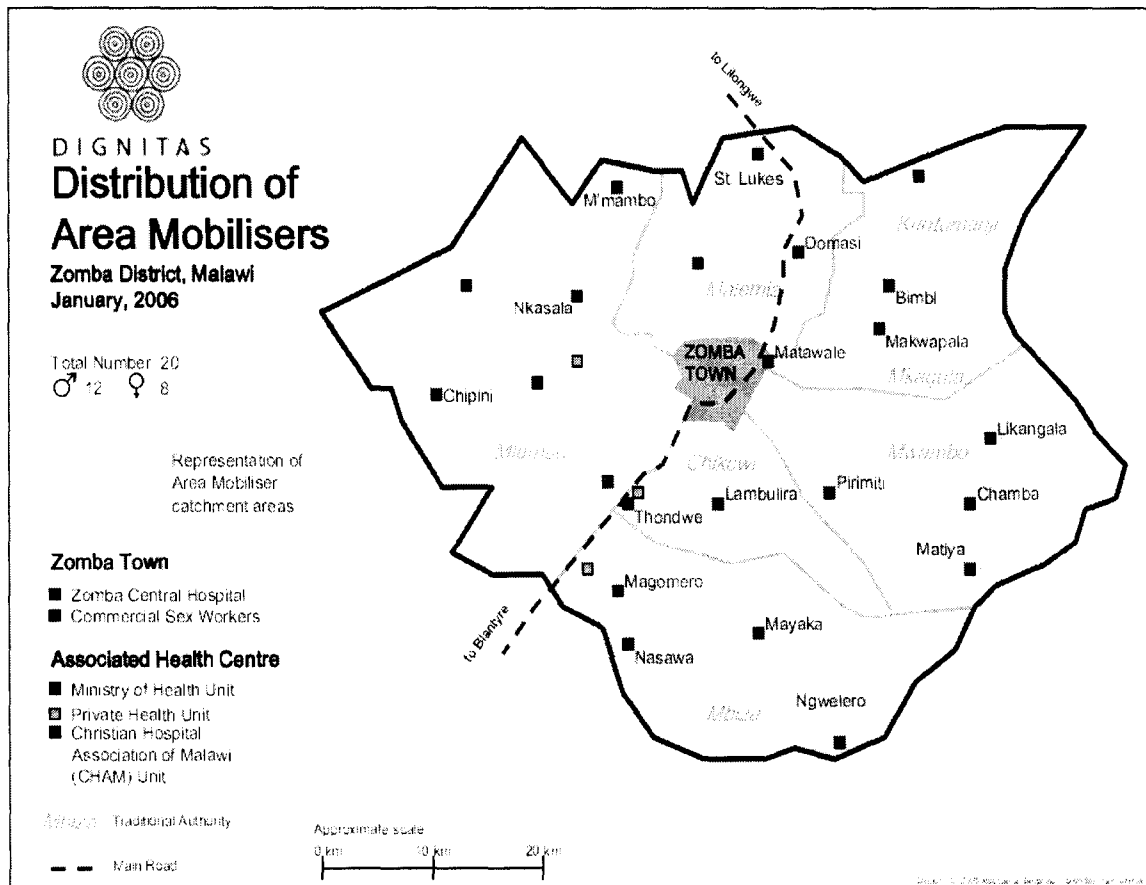 DIGNITAS
Distribution of
Area Mobilisers
Zomba District, Malawi
January, 2006
Total Number 20
♂ 12 ♀ 8
Representation of
Area Mobiliser
catchment areas
Zomba Town
Zomba Central Hospital
Commercial Sex Workers
Associated Health Centre
Ministry of Health Unit
Private Health Unit
Christian Hospital
Association of Malawi
(CHAM) Unit
Traditional Authority
Main Road
Approximate scale
0 km 10 km 20 km
to Lilongwe
St. Lukes
M'mambo
Domasi
Nkasala
Bimbi
Makwapala
ZOMBA
TOWN
Matawale
Chipini
Likangala
Chikowi
Lambulira
Pirimiti
Chamba
Thondwe
Matiya
Magomero
Mayaka
to Blantyre
Nasawa
Ngwelero